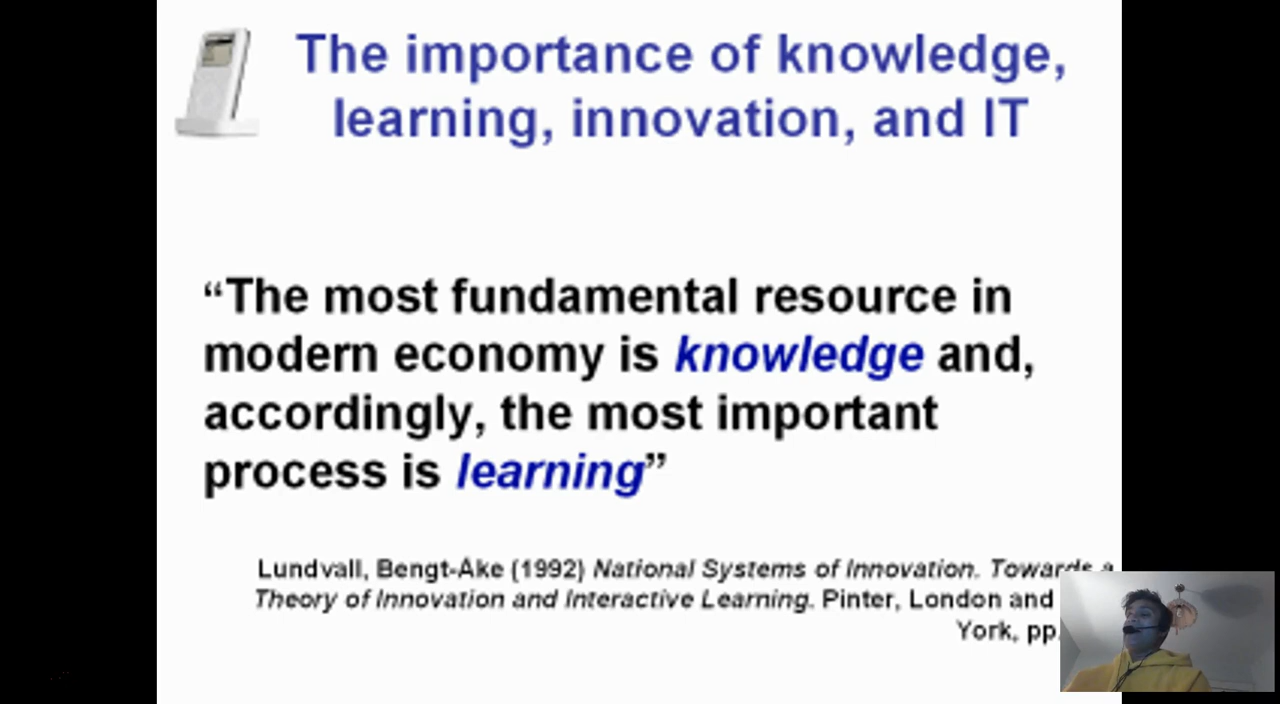 The importance of knowledge,
learning, innovation, and IT
“The most fundamental resource in
modern economy is knowledge and,
accordingly, the most important
process is learning”
Lundvall, Bengt-Åke (1992) National Systems of Innovation. Towards a
Theory of Innovation and Interactive Learning. Pinter, London and
York, pp.